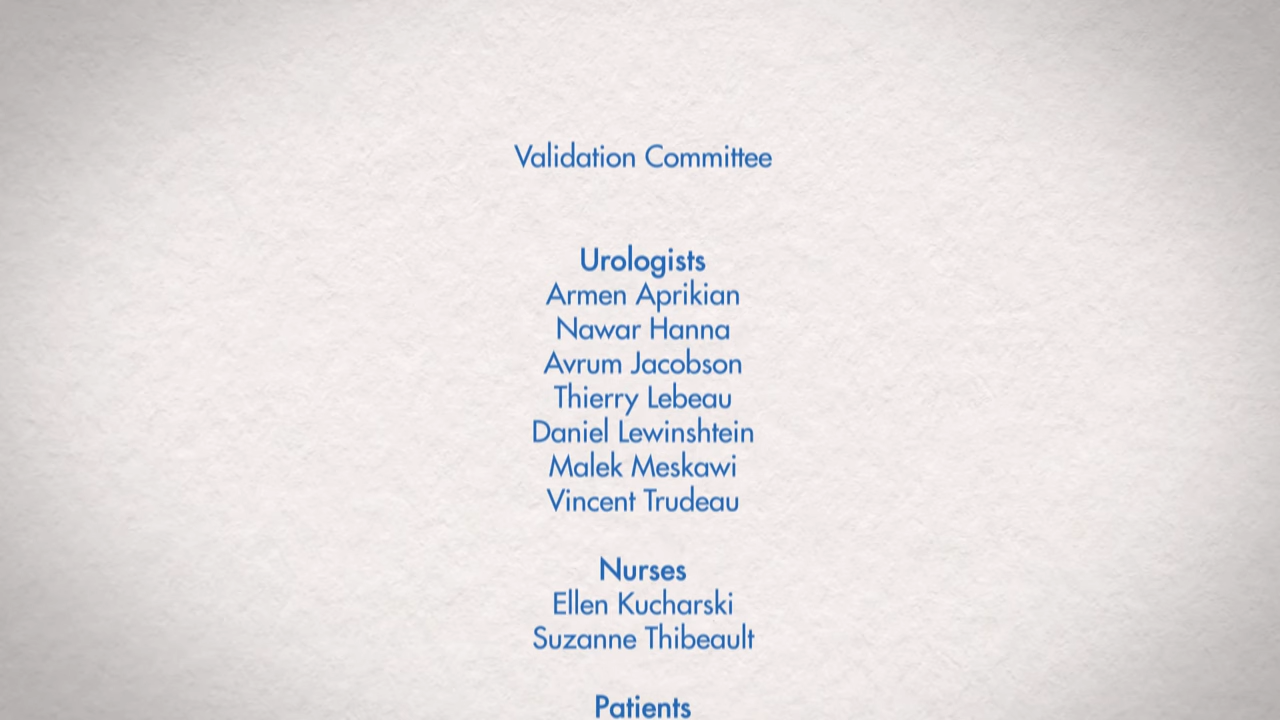 Validation Committee
Urologists
Armen Aprikian
Nawar Hanna
Avrum Jacobson
Thierry Lebeau
Daniel Lewinshtein
Malek Meskawi
Vincent Trudeau
Nurses
Ellen Kucharski
Suzanne Thibeault
Patients